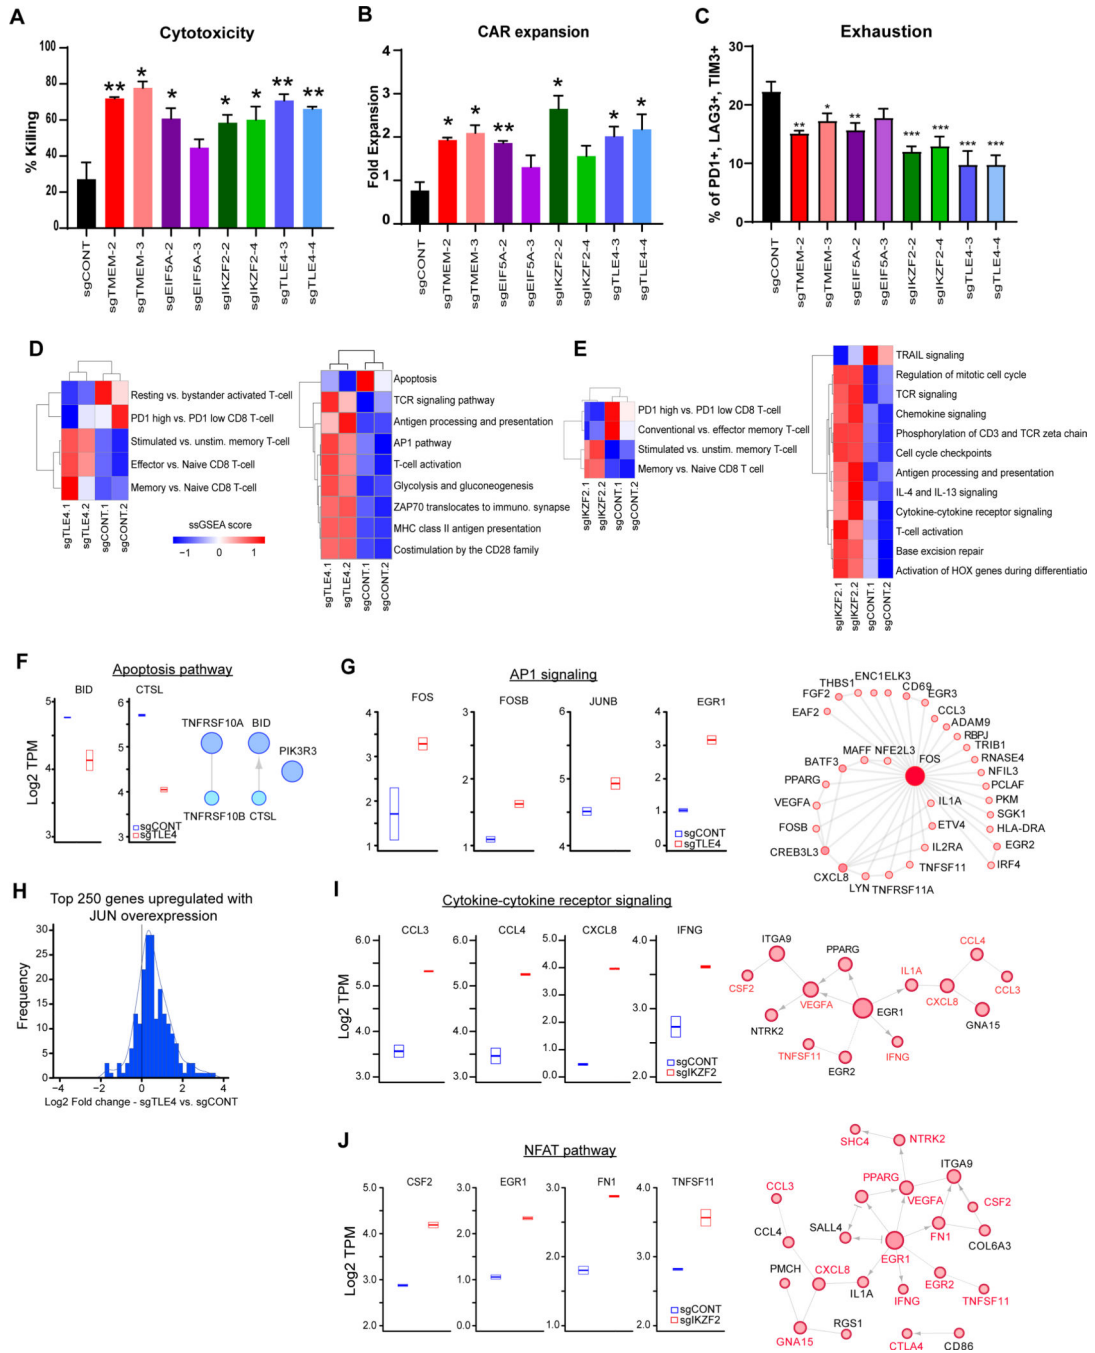 A
Cytotoxicity
% Killing
100
80
60
40
20
0
sgCONT
sgTMEM-2
sgTMEM-3
sgEIF5A-2
sgEIF5A-3
sgIKZF2-2
sgIKZF2-4
sgTLE4-3
sgTLE4-4
** * * * * ** **
B
CAR expansion
Fold Expansion
4
3
2
1
0
sgCONT
sgTMEM-2
sgTMEM-3
sgEIF5A-2
sgEIF5A-3
sgIKZF2-2
sgIKZF2-4
sgTLE4-3
sgTLE4-4
* * ** * * *
C
Exhaustion
% of PD1+, LAG3+, TIM3+
30
20
10
0
sgCONT
sgTMEM-2
sgTMEM-3
sgEIF5A-2
sgEIF5A-3
sgIKZF2-2
sgIKZF2-4
sgTLE4-3
sgTLE4-4
** * ** *** *** *** ***
D
Resting vs. bystander activated T-cell
PD1 high vs. PD1 low CD8 T-cell
Stimulated vs. unstim. memory T-cell
Effector vs. Naive CD8 T-cell
Memory vs. Naive CD8 T-cell
sgTLE4.1
sgTLE4.2
sgCONT.1
sgCONT.2
ssGSEA score
−1 0 1
Apoptosis
TCR signaling pathway
Antigen processing and presentation
AP1 pathway
T-cell activation
Glycolysis and gluconeogenesis
ZAP70 translocates to immuno. synapse
MHC class II antigen presentation
Costimulation by the CD28 family
sgTLE4.1
sgTLE4.2
sgCONT.1
sgCONT.2
E
PD1 high vs. PD1 low CD8 T-cell
Conventional vs. effector memory T-cell
Stimulated vs. unstim. memory T-cell
Memory vs. Naive CD8 T cell
sgIKZF2.1
sgIKZF2.2
sgCONT.1
sgCONT.2
TRAIL signaling
Regulation of mitotic cell cycle
TCR signaling
Chemokine signaling
Phosphorylation of CD3 and TCR zeta chain
Cell cycle checkpoints
Antigen processing and presentation
IL-4 and IL-13 signaling
Cytokine-cytokine receptor signaling
T-cell activation
Base excision repair
Activation of HOX genes during differentiatio
sgIKZF2.1
sgIKZF2.2
sgCONT.1
sgCONT.2
F
Apoptosis pathway
Log2 TPM
BID
5
4
3
CTSL
6
5
4
3
sgCONT
sgTLE4
TNFRSF10A
BID
PIK3R3
TNFRSF10B
CTSL
G
AP1 signaling
FOS
4
3
2
1
FOSB
3
2
1
JUNB
6
5
4
EGR1
4
3
2
1
0
sgCONT
sgTLE4
THBS1
ENC1
ELK3
CD69
FGF2
EGR3
EAF2
CCL3
ADAM9
RBPJ
MAFF
NFE2L3
TRIB1
BATF3
FOS
RNASE4
NFIL3
PPARG
PCLAF
IL1A
PKM
VEGFA
SGK1
ETV4
HLA-DRA
FOSB
IL2RA
EGR2
CREB3L3
TNFSF11
IRF4
CXCL8
LYN
TNFRSF11A
H
Top 250 genes upregulated with
JUN overexpression
Frequency
30
25
20
15
10
5
0
−4 −2 0 2 4
Log2 Fold change - sgTLE4 vs. sgCONT
I
Cytokine-cytokine receptor signaling
Log2 TPM
CCL3
6.0
5.0
4.0
3.0
CCL4
6.0
5.0
4.0
3.0
CXCL8
5.0
4.0
3.0
2.0
1.0
0.0
IFNG
4.0
3.0
2.0
sgCONT
sgIKZF2
ITGA9
PPARG
CCL4
CSF2
IL1A
VEGFA
CCL3
CXCL8
EGR1
NTRK2
GNA15
TNFSF11
IFNG
EGR2
J
NFAT pathway
Log2 TPM
CSF2
5.0
4.0
3.0
2.0
EGR1
3.0
2.0
1.0
0.0
FN1
3.0
2.0
1.0
TNFSF11
4.0
3.0
2.0
sgCONT
sgIKZF2
SHC4
NTRK2
ITGA9
PPARG
CCL3
VEGFA
CSF2
CCL4
SALL4
FN1
COL6A3
EGR1
PMCH
CXCL8
EGR2
IL1A
IFNG
TNFSF11
RGS1
GNA15
CTLA4
CD86